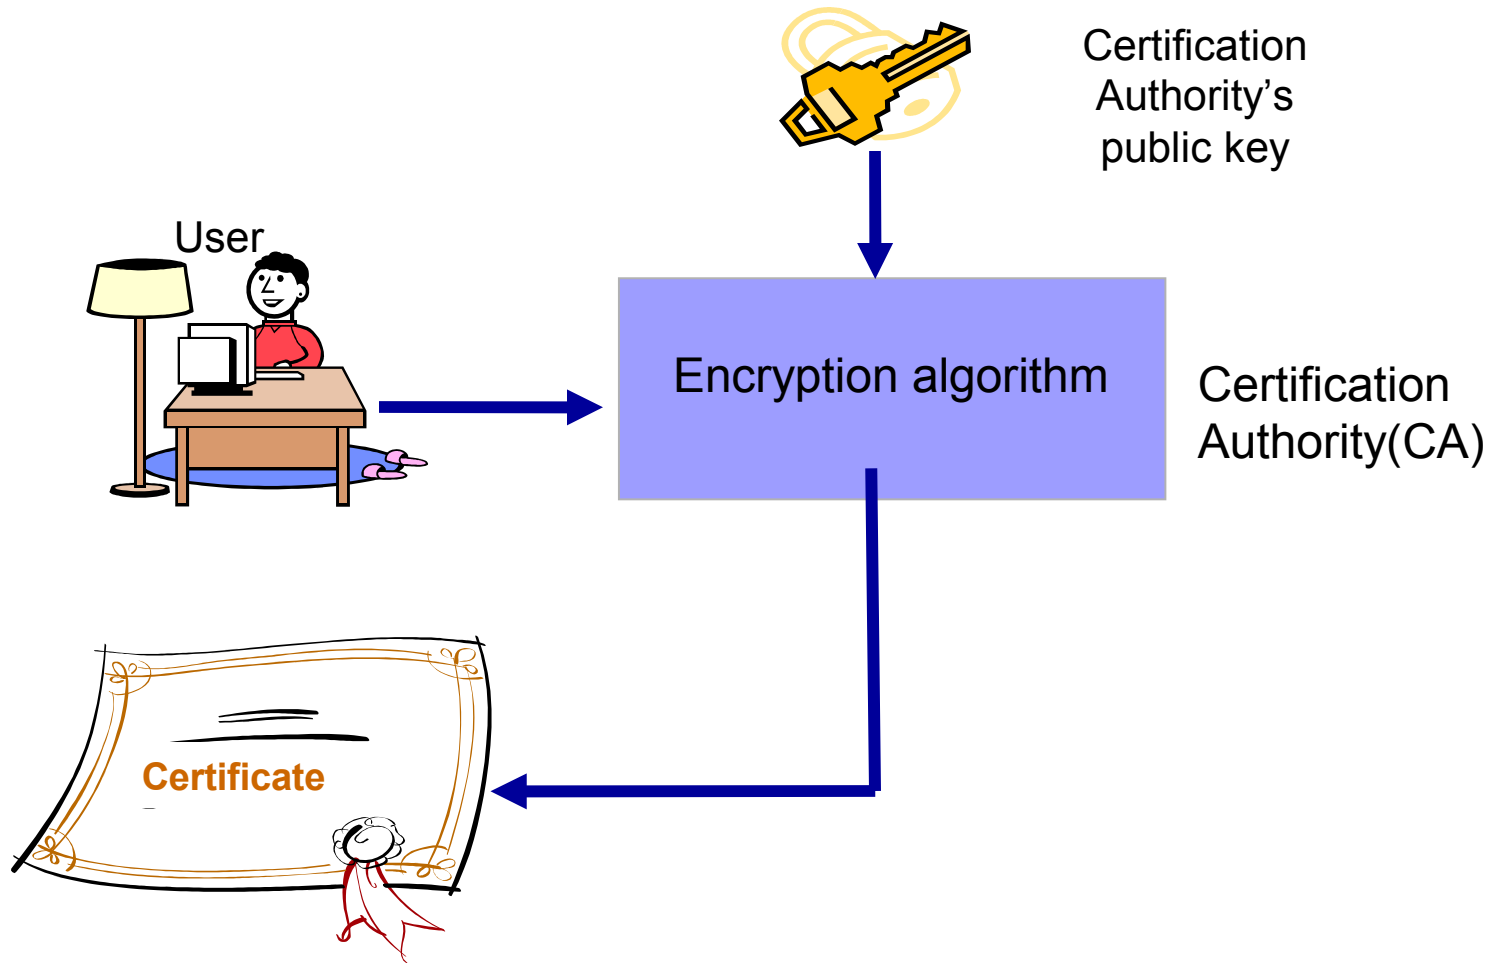 Certification
Authority’s
public key
User
Encryption algorithm
Certification
Authority(CA)
Certificate